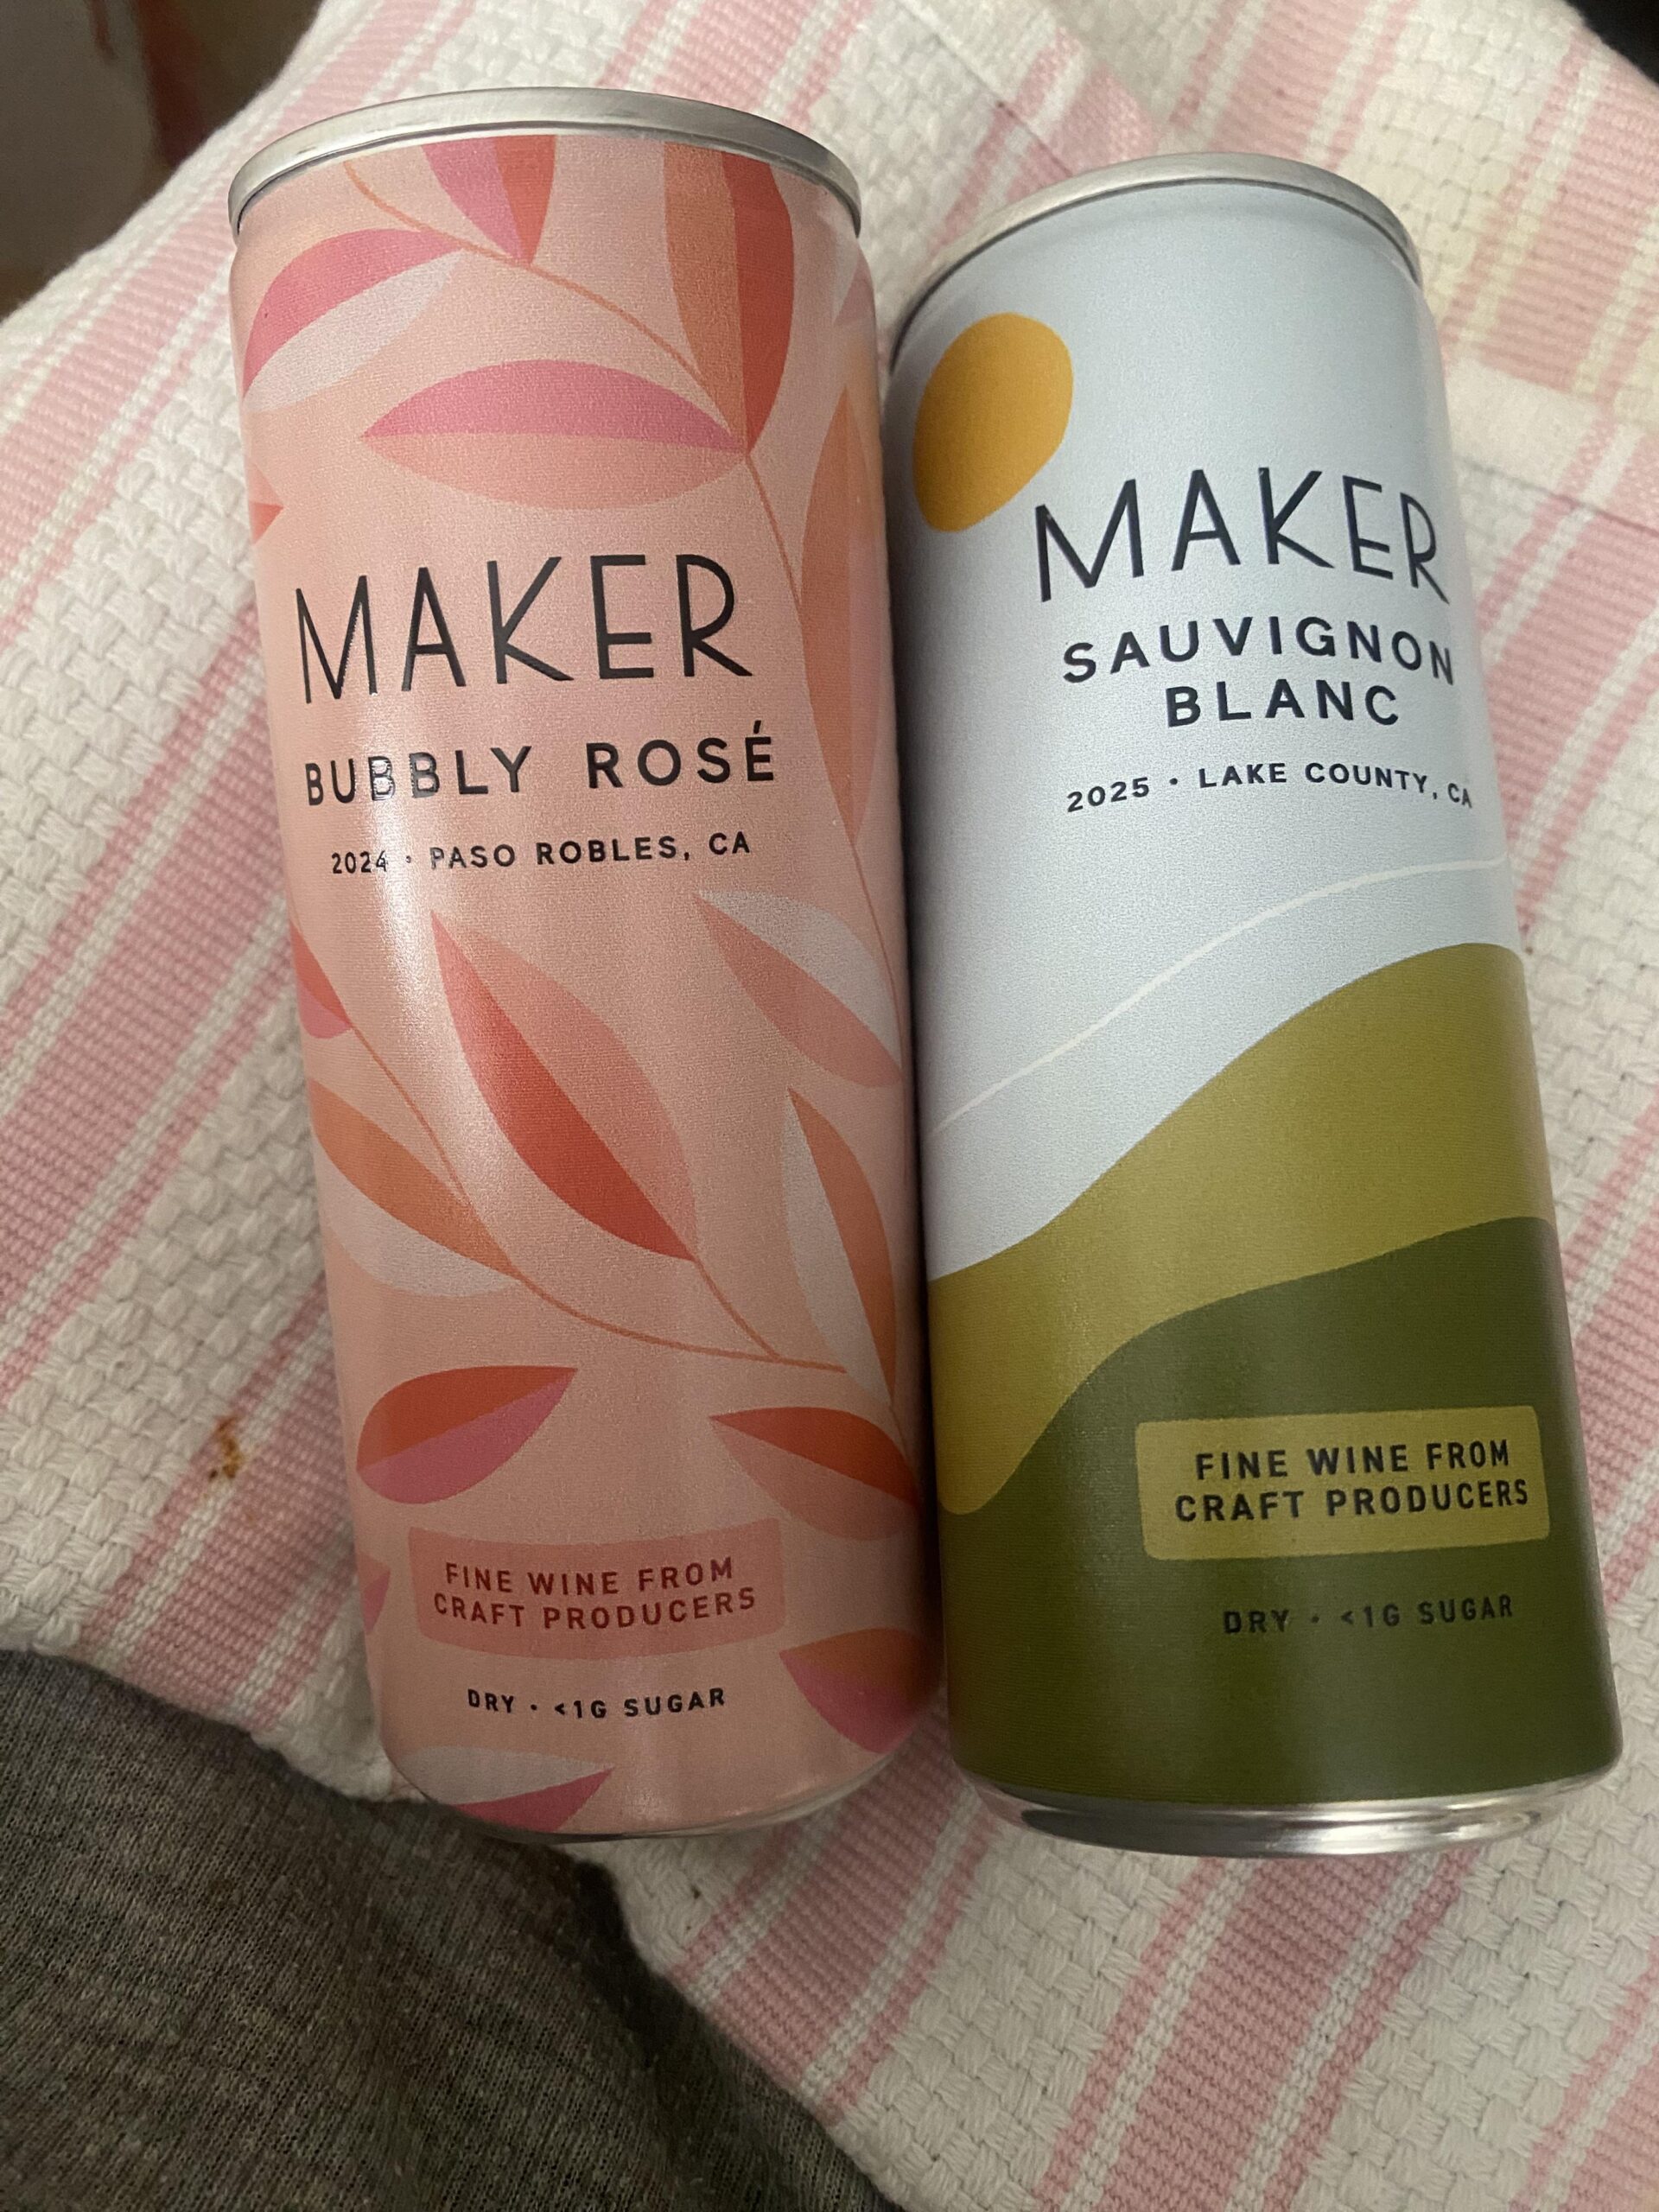 MAKER
BUBBLY ROSÉ
2024 • PASO ROBLES, CA
FINE WINE FROM
CRAFT PRODUCERS
DRY • <1G SUGAR
MAKER
SAUVIGNON
BLANC
2025 • LAKE COUNTY, CA
FINE WINE FROM
CRAFT PRODUCERS
DRY • <1G SUGAR